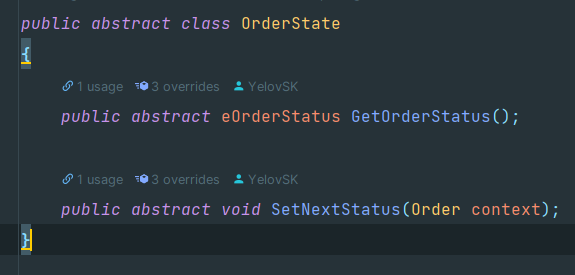 public abstract class OrderState
{
1 usage 3 overrides YelovSK
public abstract eOrderStatus GetOrderStatus();
1 usage 3 overrides YelovSK
public abstract void SetNextStatus(Order context);
}